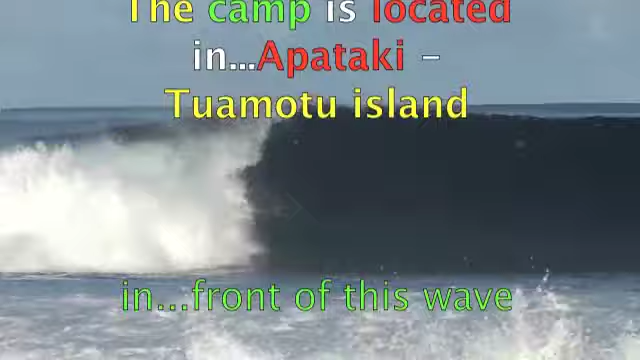 The camp is located
in...Apataki -
Tuamotu island
in...front of this wave